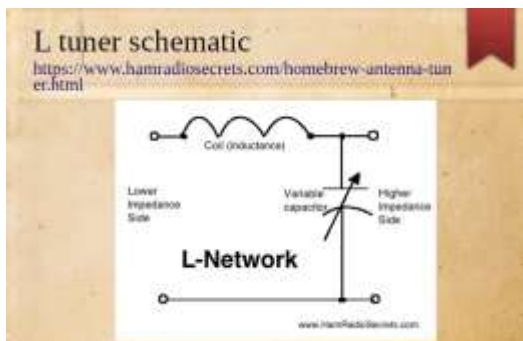 L tuner schematic
https://www.hamradiosecrets.com/homebrew-antenna-tun
er.html
Coil (inductance)
Lower
Impedance
Side
Variable
capacitor
Higher
Impedance
Side
L-Network
www.HamRadioSecrets.com